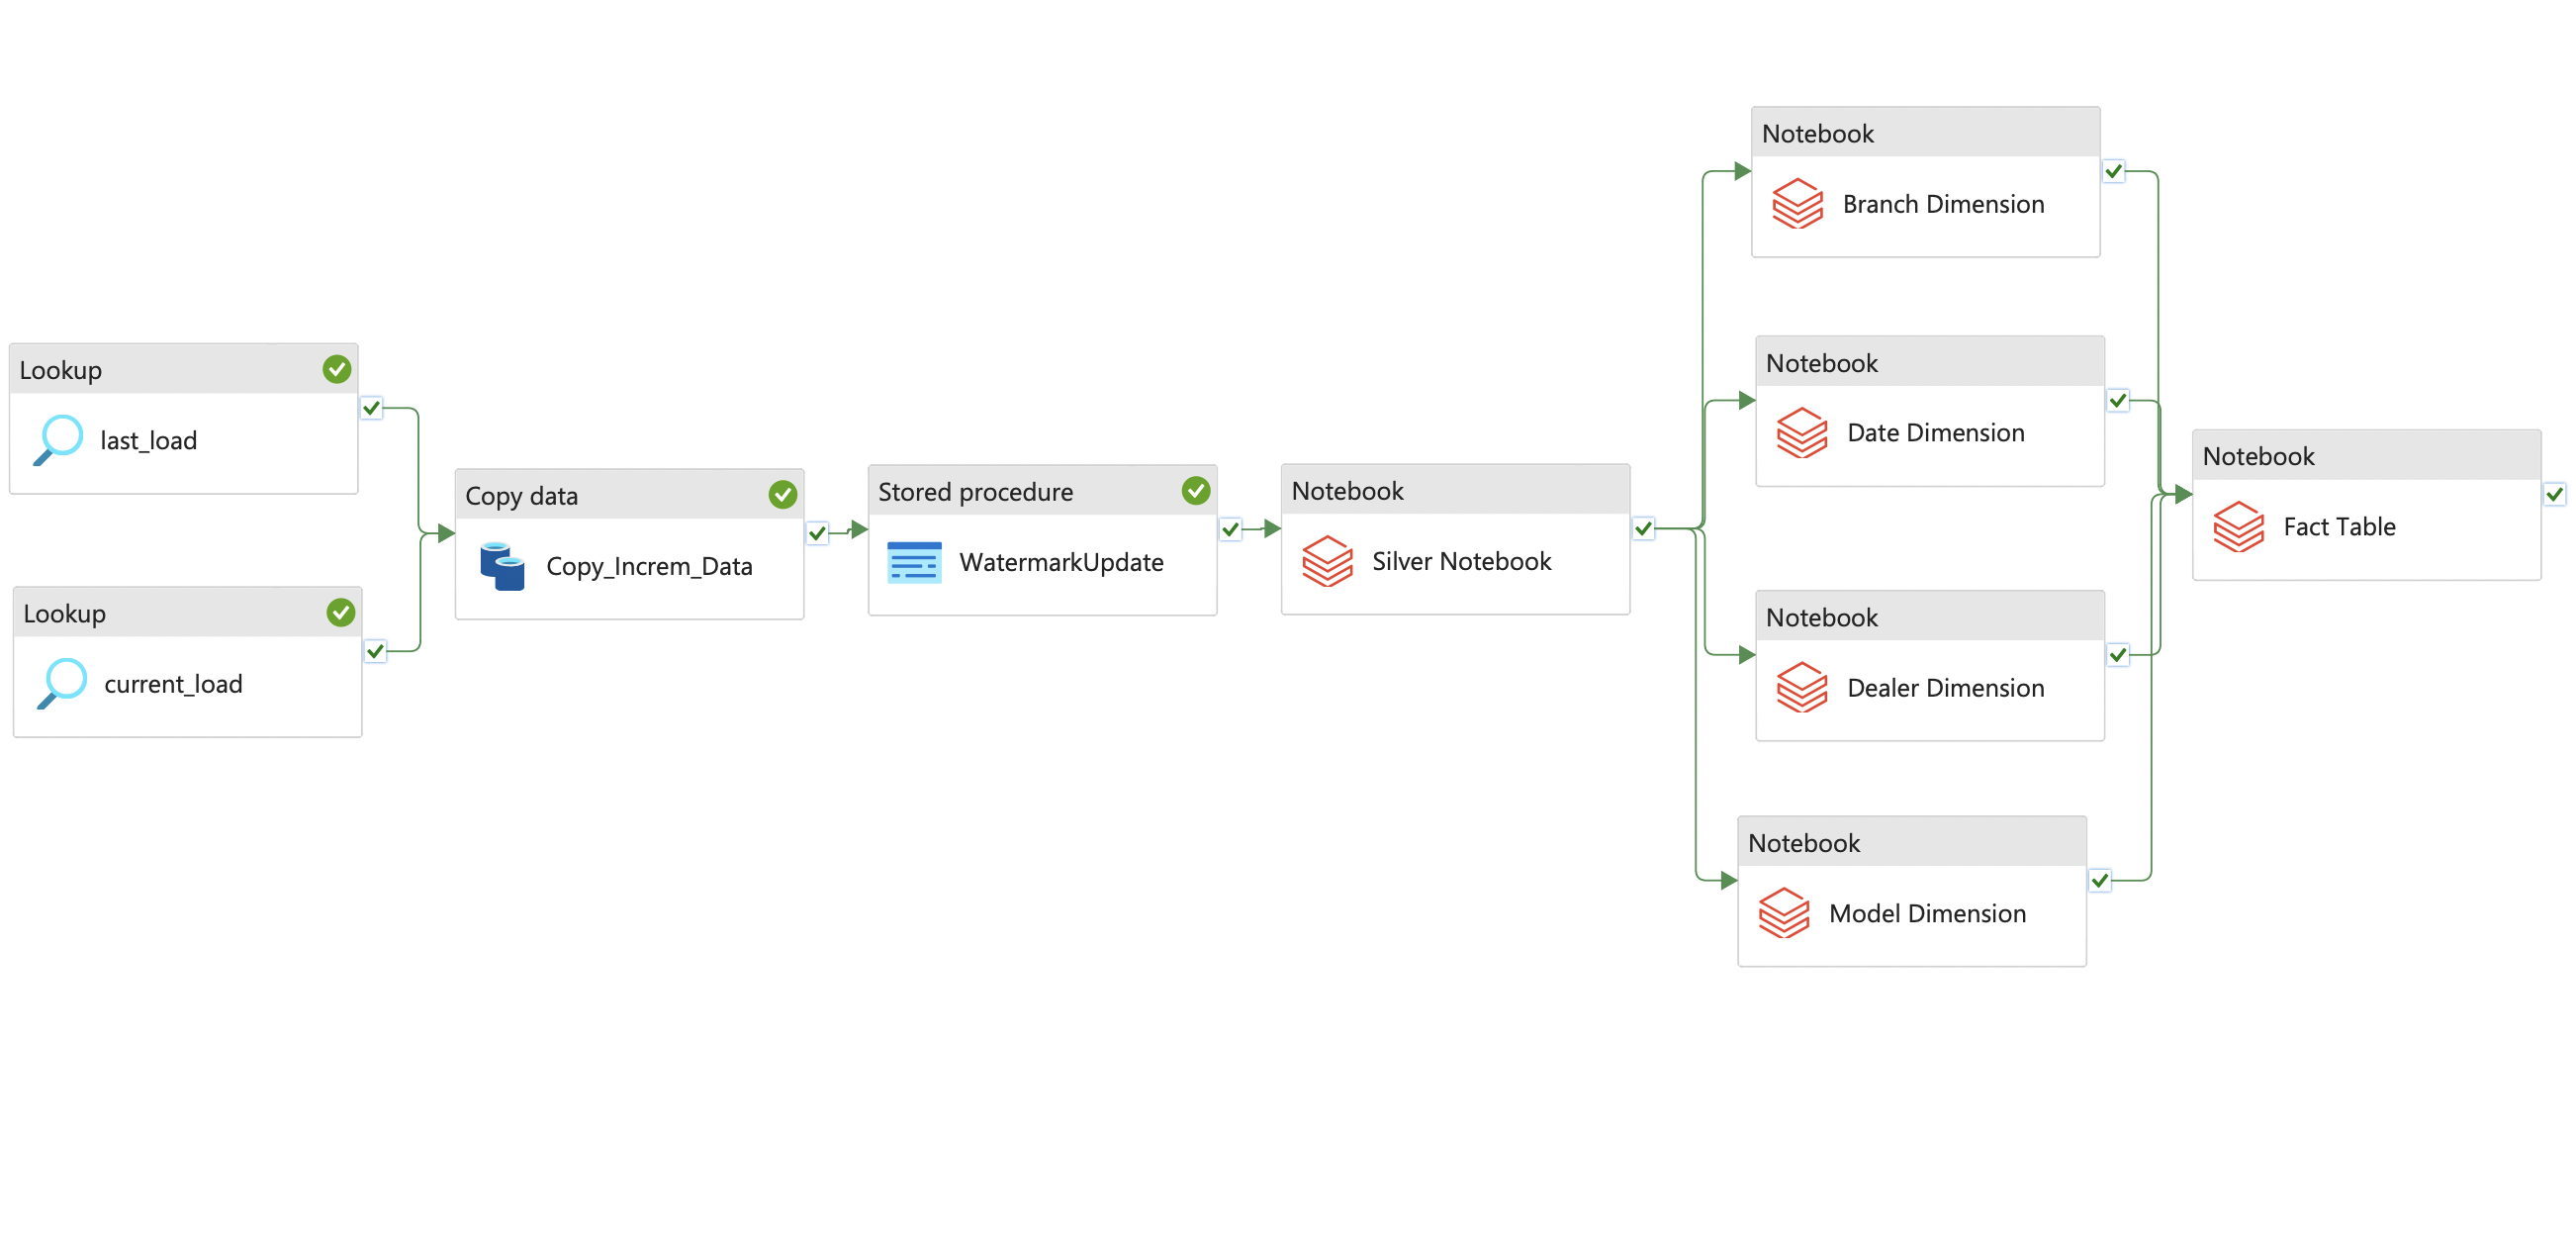 Lookup
last_load
Lookup
current_load
Copy data
Copy_Increm_Data
Stored procedure
WatermarkUpdate
Notebook
Silver Notebook
Notebook
Branch Dimension
Notebook
Date Dimension
Notebook
Dealer Dimension
Notebook
Model Dimension
Notebook
Fact Table